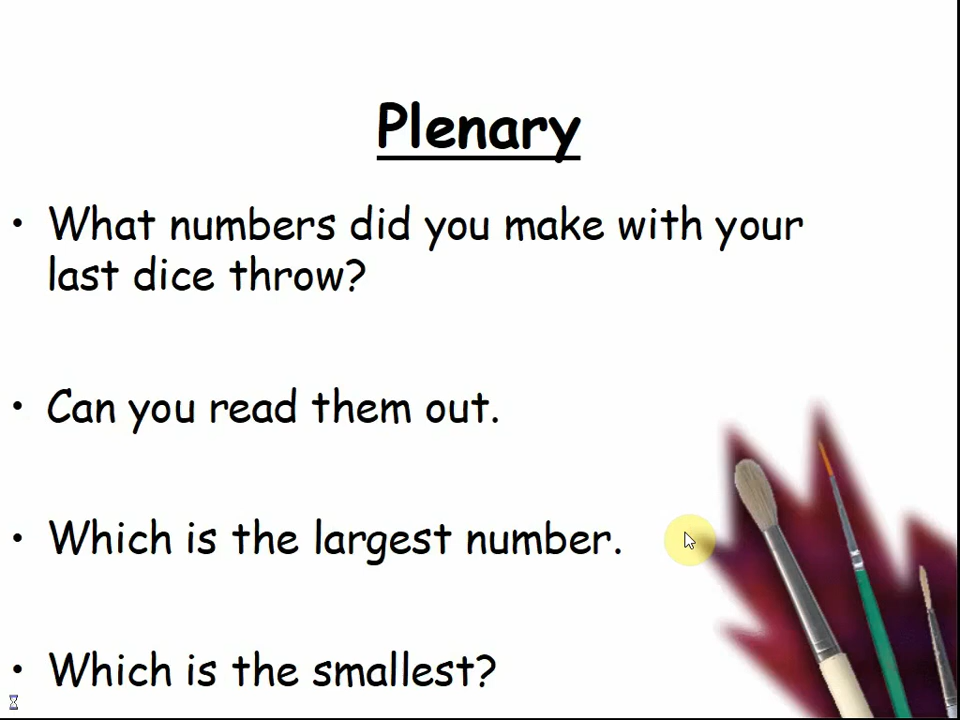 Plenary
• What numbers did you make with your
last dice throw?
• Can you read them out.
• Which is the largest number.
• Which is the smallest?